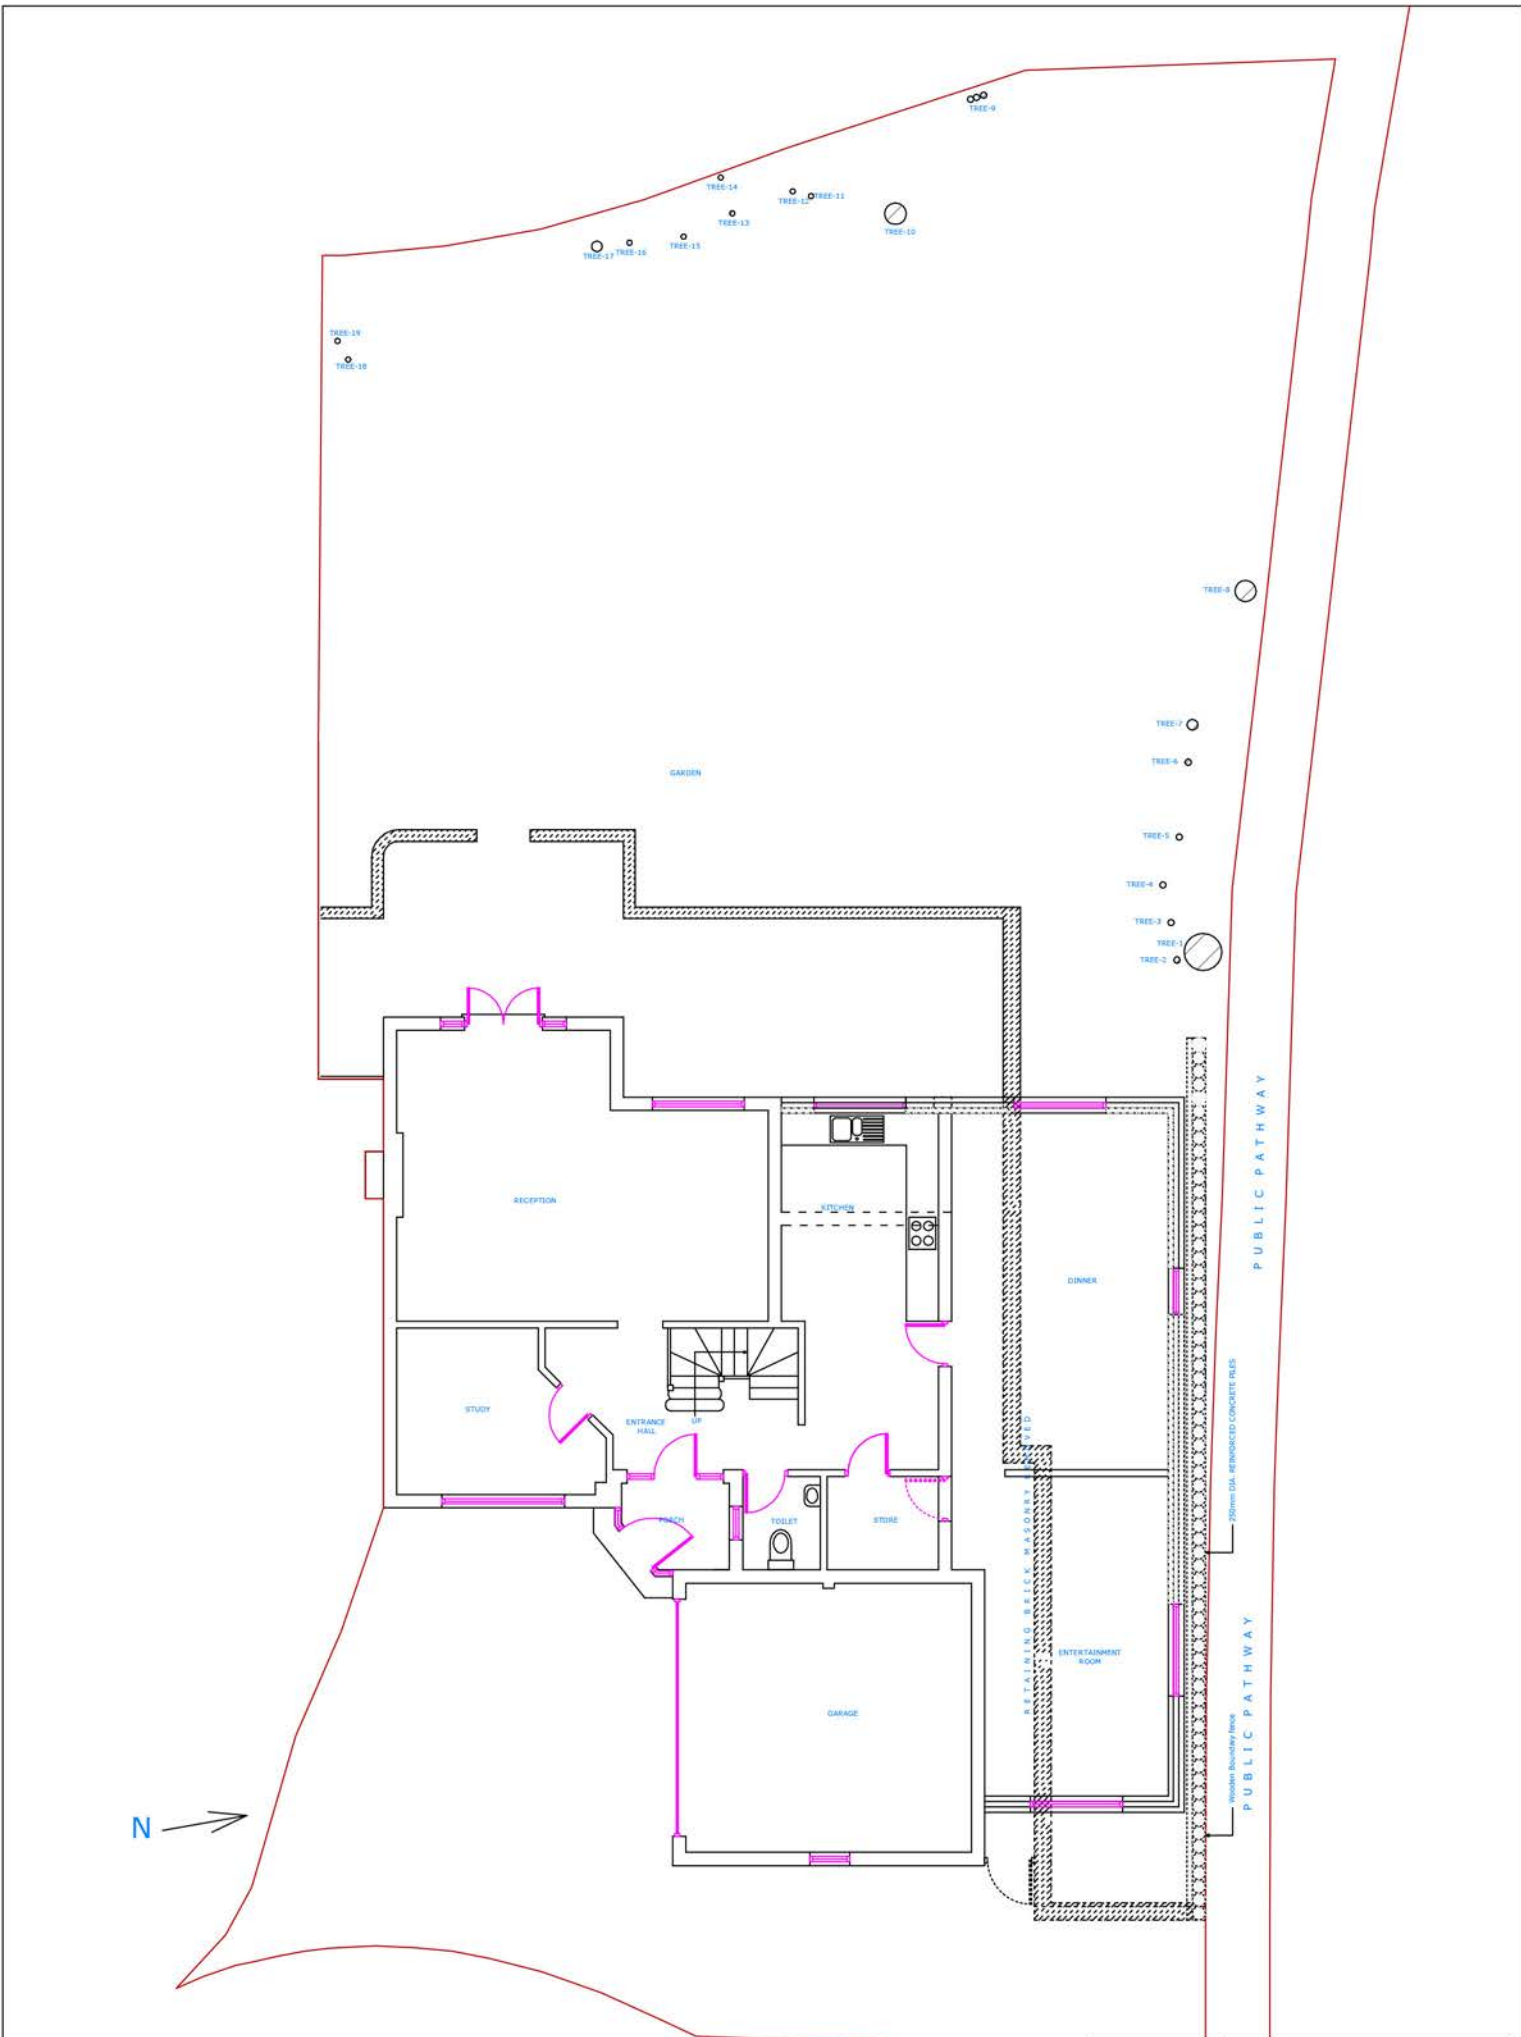 TREE-9
TREE-14
TREE-12
TREE-11
TREE-13
TREE-10
TREE-15
TREE-16
TREE-17
TREE-19
TREE-18
TREE-8
TREE-7
TREE-6
GARDEN
TREE-5
TREE-4
TREE-3
TREE-1
TREE-2
PUBLIC PATHWAY
RECEPTION
KITCHEN
DINNER
250mm DIA. REINFORCED CONCRETE PILES
STUDY
ENTRANCE
HALL
UP
PORCH
TOILET
STORE
RETAINING BRICK MASONRY
ENTERTAINMENT
ROOM
GARAGE
Wooden Boundary fence
PUBLIC PATHWAY
N